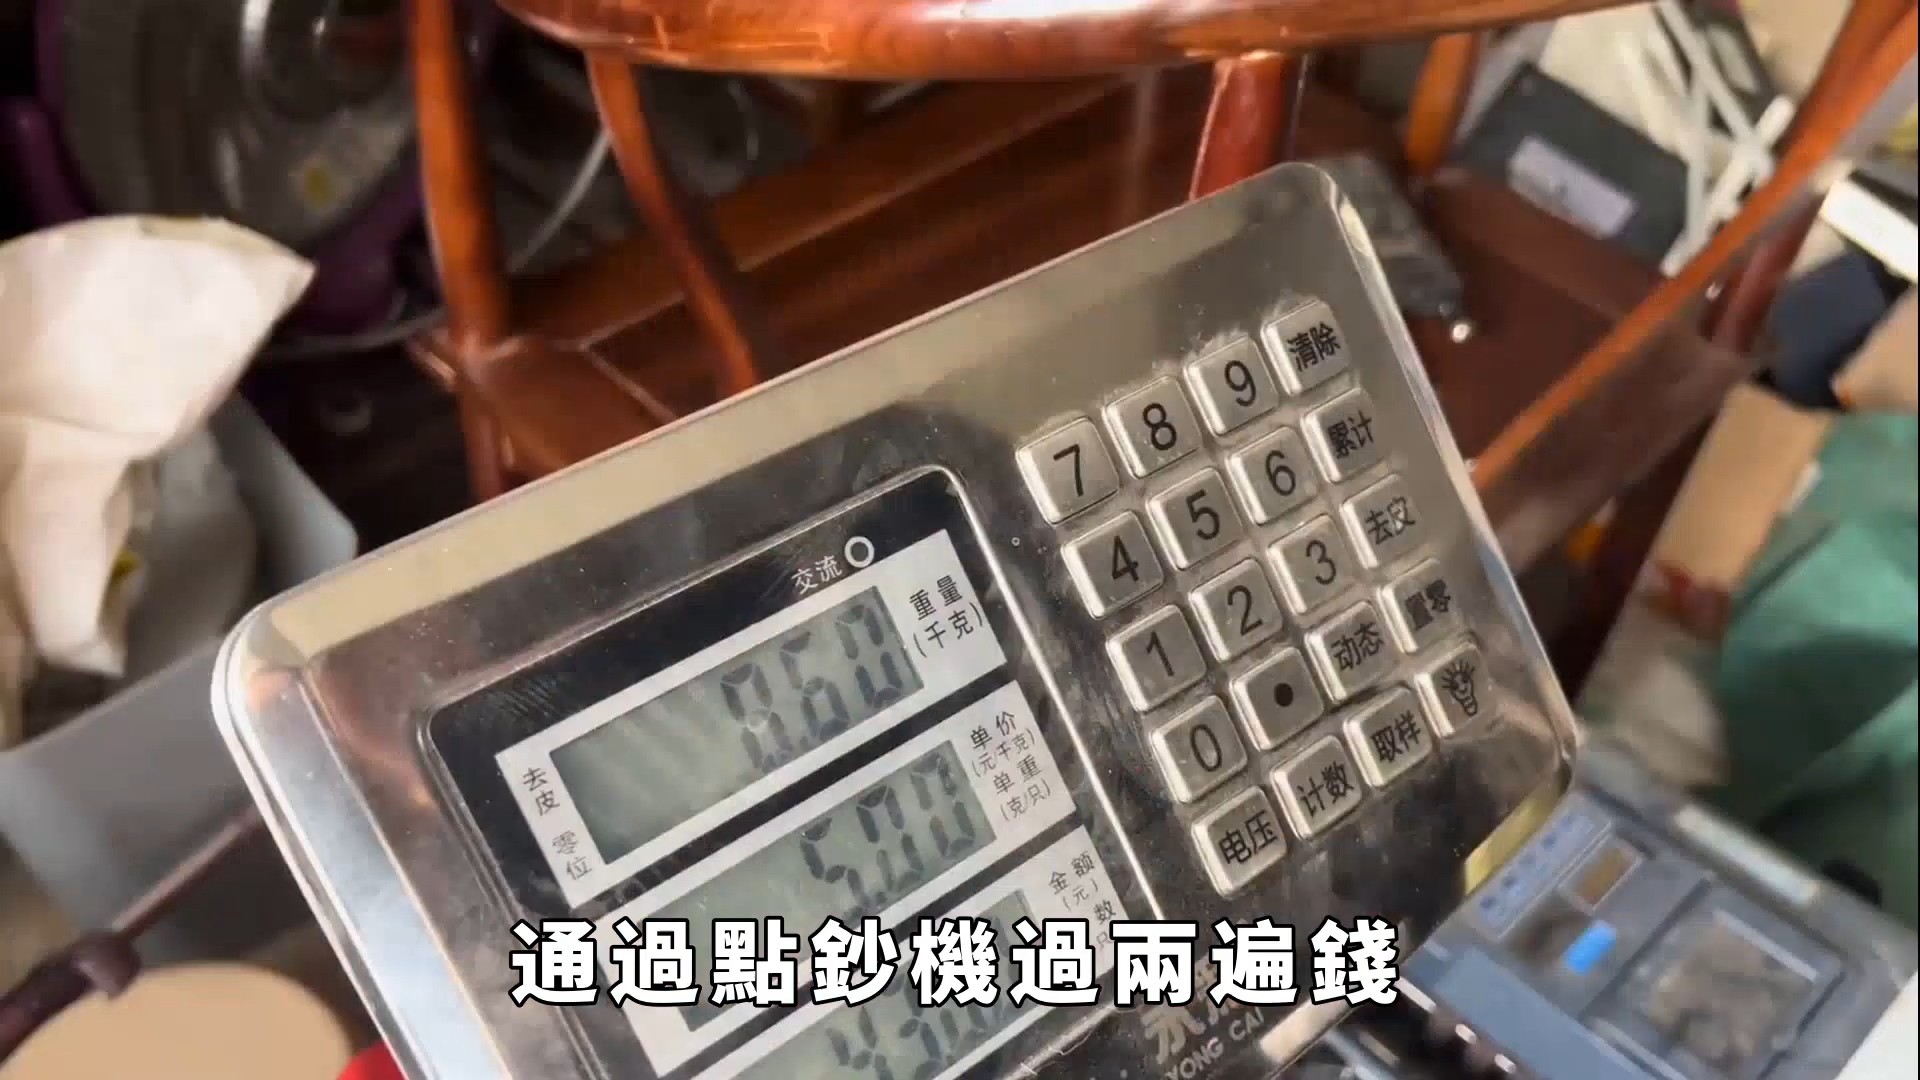 交流
重量
(千克)
去皮
零位
单价
(元/千克)
单重
(克/只)
5.00
金额
(元)
7 8 9 清除
4 5 6 累计
1 2 3 去皮
0 · 动态 置零
电压 计数 取样
YONG CAI
通過點鈔機過兩遍錢